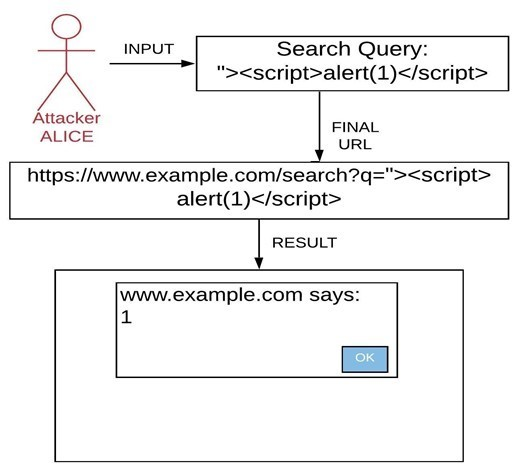 INPUT
Search Query:
"><script>alert(1)</script>
Attacker
ALICE
FINAL
URL
https://www.example.com/search?q="><script>
alert(1)</script>
RESULT
www.example.com says:
1
OK